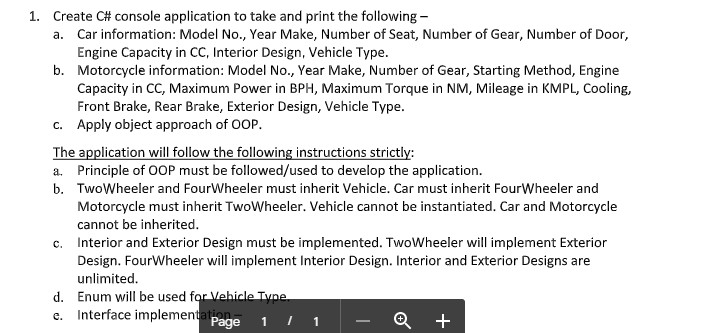 1. Create C# console application to take and print the following –
a. Car information: Model No., Year Make, Number of Seat, Number of Gear, Number of Door,
Engine Capacity in CC, Interior Design, Vehicle Type.
b. Motorcycle information: Model No., Year Make, Number of Gear, Starting Method, Engine
Capacity in CC, Maximum Power in BPH, Maximum Torque in NM, Mileage in KMPL, Cooling,
Front Brake, Rear Brake, Exterior Design, Vehicle Type.
c. Apply object approach of OOP.
The application will follow the following instructions strictly:
a. Principle of OOP must be followed/used to develop the application.
b. TwoWheeler and FourWheeler must inherit Vehicle. Car must inherit FourWheeler and
Motorcycle must inherit TwoWheeler. Vehicle cannot be instantiated. Car and Motorcycle
cannot be inherited.
c. Interior and Exterior Design must be implemented. TwoWheeler will implement Exterior
Design. FourWheeler will implement Interior Design. Interior and Exterior Designs are
unlimited.
d. Enum will be used for Vehicle Type.
e. Interface implementation –
Page 1 / 1 — +